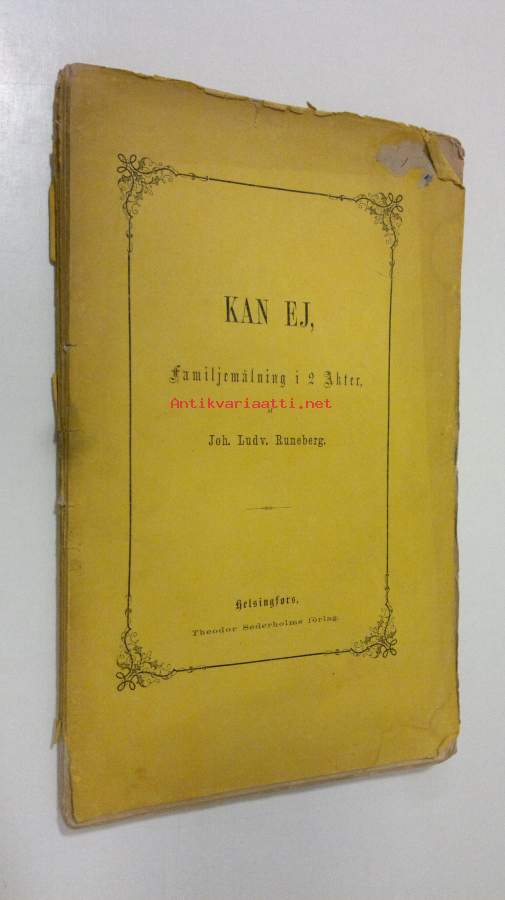 KAN EJ,
Familjemålning i 2 Akter,
Antikvariaatti.net
af
Joh. Ludv. Runeberg.
Helsingfors,
Theodor Sederholms förlag.